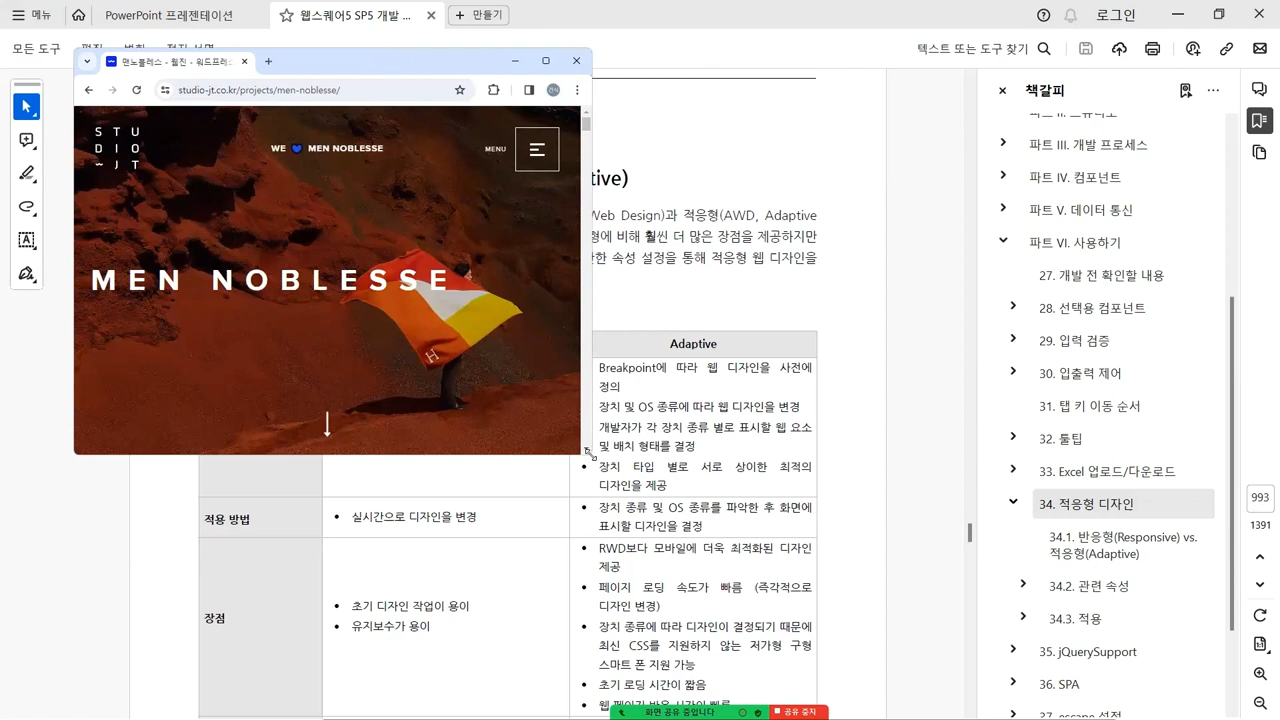 메뉴
PowerPoint 프레젠테이션
웹스퀘어5 SP5 개발 ...
만들기
로그인
모든 도구
텍스트 또는 도구 찾기
맨노블레스 - 월진 - 워드프레스
studio-jt.co.kr/projects/men-noblesse/
STU
DIO
~JT
WE 💙 MEN NOBLESSE
MENU
MEN NOBLESSE
tive)
Web Design)과 적응형(AWD, Adaptive
형에 비해 훨씬 더 많은 장점을 제공하지만
한 속성 설정을 통해 적응형 웹 디자인을
Adaptive
Breakpoint에 따라 웹 디자인을 사전에
정의
장치 및 OS 종류에 따라 웹 디자인을 변경
개발자가 각 장치 종류 별로 표시할 웹 요소
및 배치 형태를 결정
• 장치 타입 별로 서로 상이한 최적의
디자인을 제공
적용 방법
• 실시간으로 디자인을 변경
• 장치 종류 및 OS 종류를 파악한 후 화면에
표시할 디자인을 결정
장점
• 초기 디자인 작업이 용이
• 유지보수가 용이
• RWD보다 모바일에 더욱 최적화된 디자인
제공
• 페이지 로딩 속도가 빠름 (즉각적으로
디자인 변경)
• 장치 종류에 따라 디자인이 결정되기 때문에
최신 CSS를 지원하지 않는 저가형 구형
스마트 폰 지원 가능
• 초기 로딩 시간이 짧음
화면 공유 중입니다
공유 중지
책갈피
파트 III. 개발 프로세스
파트 IV. 컴포넌트
파트 V. 데이터 통신
파트 VI. 사용하기
27. 개발 전 확인할 내용
28. 선택용 컴포넌트
29. 입력 검증
30. 입출력 제어
31. 탭 키 이동 순서
32. 툴팁
33. Excel 업로드/다운로드
34. 적응형 디자인
34.1. 반응형(Responsive) vs.
적응형(Adaptive)
34.2. 관련 속성
34.3. 적용
35. jQuerySupport
36. SPA
37. escape 설정
993
1391